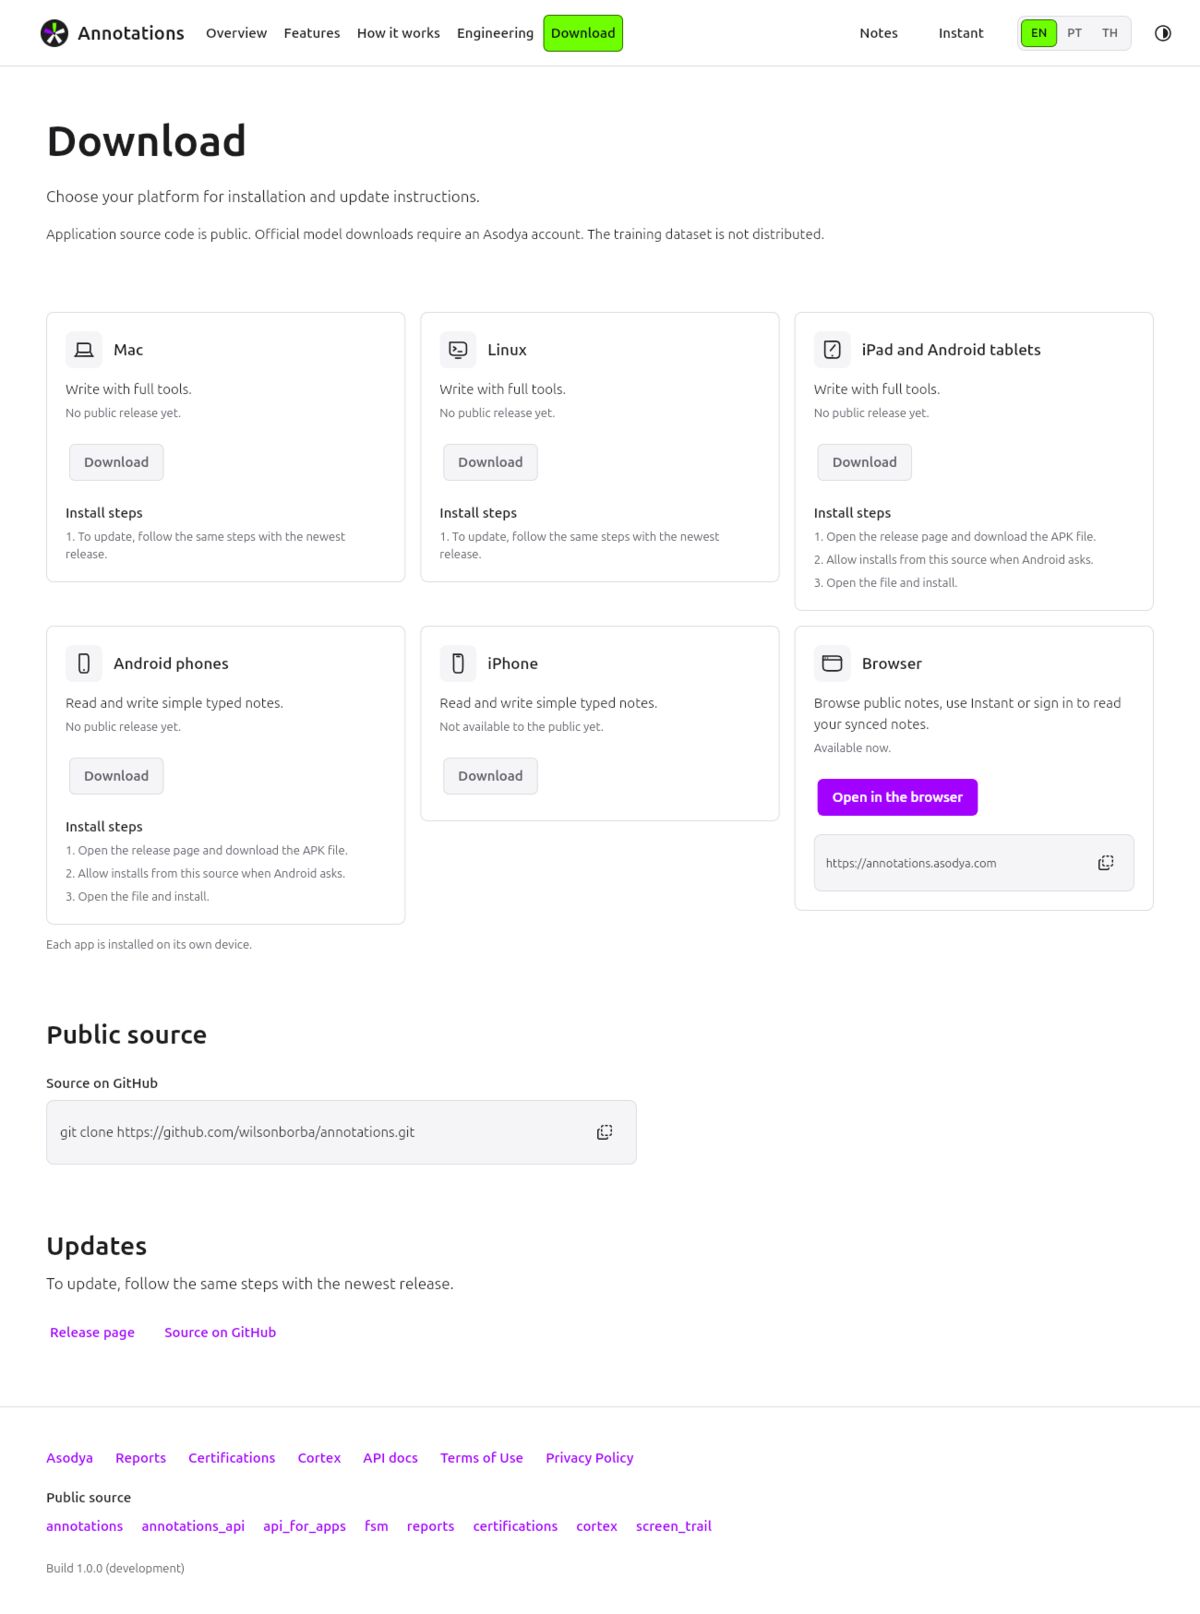 Annotations
Overview
Features
How it works
Engineering
Download
Notes
Instant
EN
PT
TH
Download
Choose your platform for installation and update instructions.
Application source code is public. Official model downloads require an Asodya account. The training dataset is not distributed.
Mac
Write with full tools.
No public release yet.
Download
Install steps
1. To update, follow the same steps with the newest
release.
Linux
Write with full tools.
No public release yet.
Download
Install steps
1. To update, follow the same steps with the newest
release.
iPad and Android tablets
Write with full tools.
No public release yet.
Download
Install steps
1. Open the release page and download the APK file.
2. Allow installs from this source when Android asks.
3. Open the file and install.
Android phones
Read and write simple typed notes.
No public release yet.
Download
Install steps
1. Open the release page and download the APK file.
2. Allow installs from this source when Android asks.
3. Open the file and install.
iPhone
Read and write simple typed notes.
Not available to the public yet.
Download
Browser
Browse public notes, use Instant or sign in to read
your synced notes.
Available now.
Open in the browser
https://annotations.asodya.com
Each app is installed on its own device.
Public source
Source on GitHub
git clone https://github.com/wilsonborba/annotations.git
Updates
To update, follow the same steps with the newest release.
Release page
Source on GitHub
Asodya
Reports
Certifications
Cortex
API docs
Terms of Use
Privacy Policy
Public source
annotations
annotations_api
api_for_apps
fsm
reports
certifications
cortex
screen_trail
Build 1.0.0 (development)